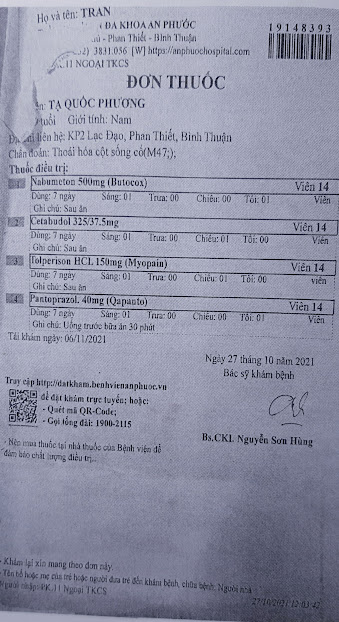 Họ và tên: TRAN
ĐA KHOA AN PHƯỚC
19148393
- Phan Thiết - Bình Thuận
3831.056 [W] https://anphuochospital.com
11 NGOẠI TKCS
ĐƠN THUỐC
TẠ QUỐC PHƯƠNG
tuổi Giới tính: Nam
liên hệ: KP2 Lạc Đạo, Phan Thiết, Bình Thuận
Chẩn đoán: Thoái hóa cột sống cổ(M47;);
Thuốc điều trị:
1 Nabumeton 500mg (Butocox) Viên 14
Dùng: 7 ngày Sáng: 01 Trưa: 00 Chiều: 00 Tối: 01 Viên
Ghi chú: Sau ăn
2 Cetabudol 325/37.5mg Viên 14
Dùng: 7 ngày Sáng: 01 Trưa: 00 Chiều: 00 Tối: 01 Viên
Ghi chú: Sau ăn
3 Tolperison HCL 150mg (Myopain) Viên 14
Dùng: 7 ngày Sáng: 01 Trưa: 00 Chiều: 01 Tối: 00 Viên
Ghi chú: Sau ăn
4 Pantoprazol. 40mg (Qapanto) Viên 14
Dùng: 7 ngày Sáng: 01 Trưa: 00 Chiều: 00 Tối: 01 Viên
Ghi chú: Uống trước bữa ăn 30 phút
Tái khám ngày: 06/11/2021
Ngày 27 tháng 10 năm 2021
Bác sỹ khám bệnh
Truy cập http://datkham.benhvienanphuoc.vn
để đặt khám trực tuyến; hoặc:
- Quét mã QR-Code;
- Gọi tổng đài: 1900-2115
Bs.CKI. Nguyễn Sơn Hùng
- Nên mua thuốc tại nhà thuốc của Bệnh viện để
đảm bảo chất lượng điều trị..
- Khám lại xin mang theo đơn này.
- Tên bố hoặc mẹ của trẻ hoặc người đưa trẻ đến khám bệnh, chữa bệnh: Người nhà
Người nhập: PK.11 Ngoại TKCS
27/10/2021 12:03:42